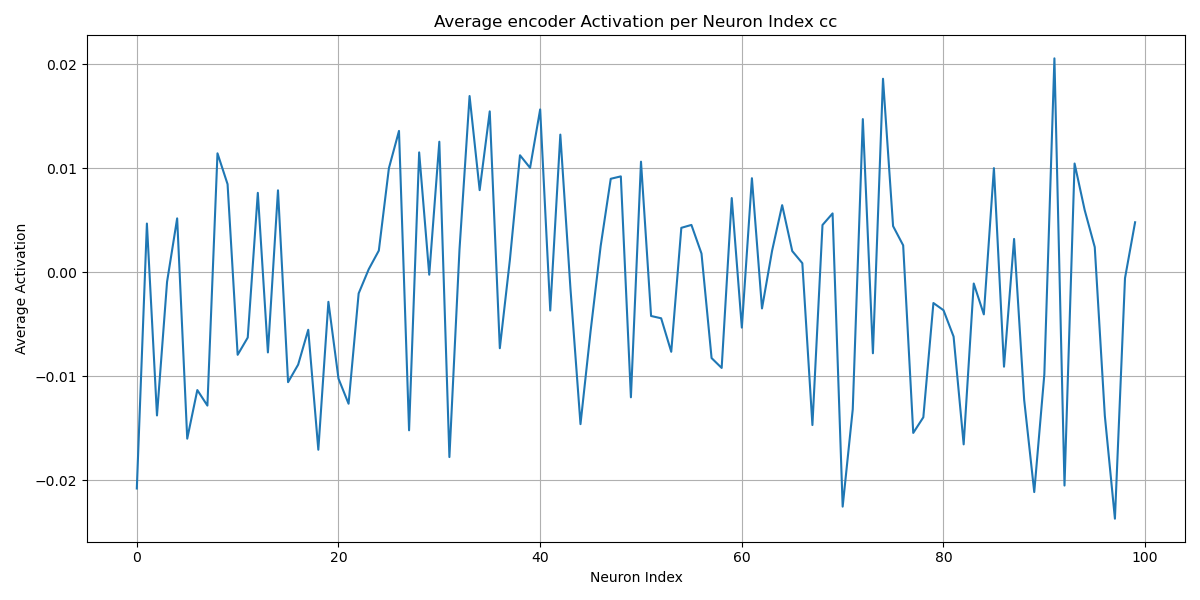 Average encoder Activation per Neuron Index cc
0.02
0.01
0.00
−0.01
−0.02
Average Activation
0 20 40 60 80 100
Neuron Index